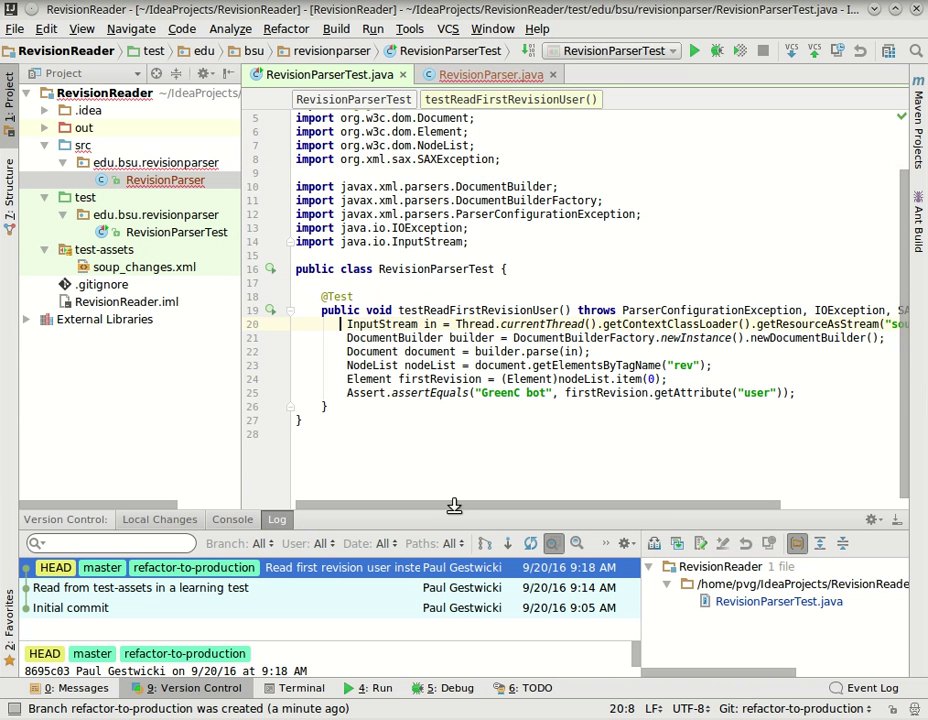 RevisionReader - [~/IdeaProjects/RevisionReader] - [RevisionReader] - ~/IdeaProjects/RevisionReader/test/edu/bsu/revisionparser/RevisionParserTest.java - I...
File Edit View Navigate Code Analyze Refactor Build Run Tools VCS Window Help
RevisionReader test edu bsu revisionparser RevisionParserTest RevisionParserTest VCS VCS
Project
RevisionParserTest.java RevisionParser.java
RevisionReader ~/IdeaProjects/
.idea
out
src
edu.bsu.revisionparser
RevisionParser
test
edu.bsu.revisionparser
RevisionParserTest
test-assets
soup_changes.xml
.gitignore
RevisionReader.iml
External Libraries
1: Project
7: Structure
2: Favorites
Maven Projects
Ant Build
RevisionParserTest testReadFirstRevisionUser()
5 import org.w3c.dom.Document;
6 import org.w3c.dom.Element;
7 import org.w3c.dom.NodeList;
8 import org.xml.sax.SAXException;
9
10 import javax.xml.parsers.DocumentBuilder;
11 import javax.xml.parsers.DocumentBuilderFactory;
12 import javax.xml.parsers.ParserConfigurationException;
13 import java.io.IOException;
14 import java.io.InputStream;
15
16 public class RevisionParserTest {
17
18 @Test
19 public void testReadFirstRevisionUser() throws ParserConfigurationException, IOException, SA
20 InputStream in = Thread.currentThread().getContextClassLoader().getResourceAsStream("sou
21 DocumentBuilder builder = DocumentBuilderFactory.newInstance().newDocumentBuilder();
22 Document document = builder.parse(in);
23 NodeList nodeList = document.getElementsByTagName("rev");
24 Element firstRevision = (Element)nodeList.item(0);
25 Assert.assertEquals("GreenC bot", firstRevision.getAttribute("user"));
26 }
27 }
28
Version Control: Local Changes Console Log
Branch: All User: All Date: All Paths: All
HEAD master refactor-to-production Read first revision user inste Paul Gestwicki 9/20/16 9:18 AM
Read from test-assets in a learning test Paul Gestwicki 9/20/16 9:14 AM
Initial commit Paul Gestwicki 9/20/16 9:05 AM
RevisionReader 1 file
/home/pvg/IdeaProjects/RevisionReade
RevisionParserTest.java
HEAD master refactor-to-production
8695c03 Paul Gestwicki on 9/20/16 at 9:18 AM
0: Messages 9: Version Control Terminal 4: Run 5: Debug 6: TODO Event Log
Branch refactor-to-production was created (a minute ago) 20:8 LF UTF-8 Git: refactor-to-production